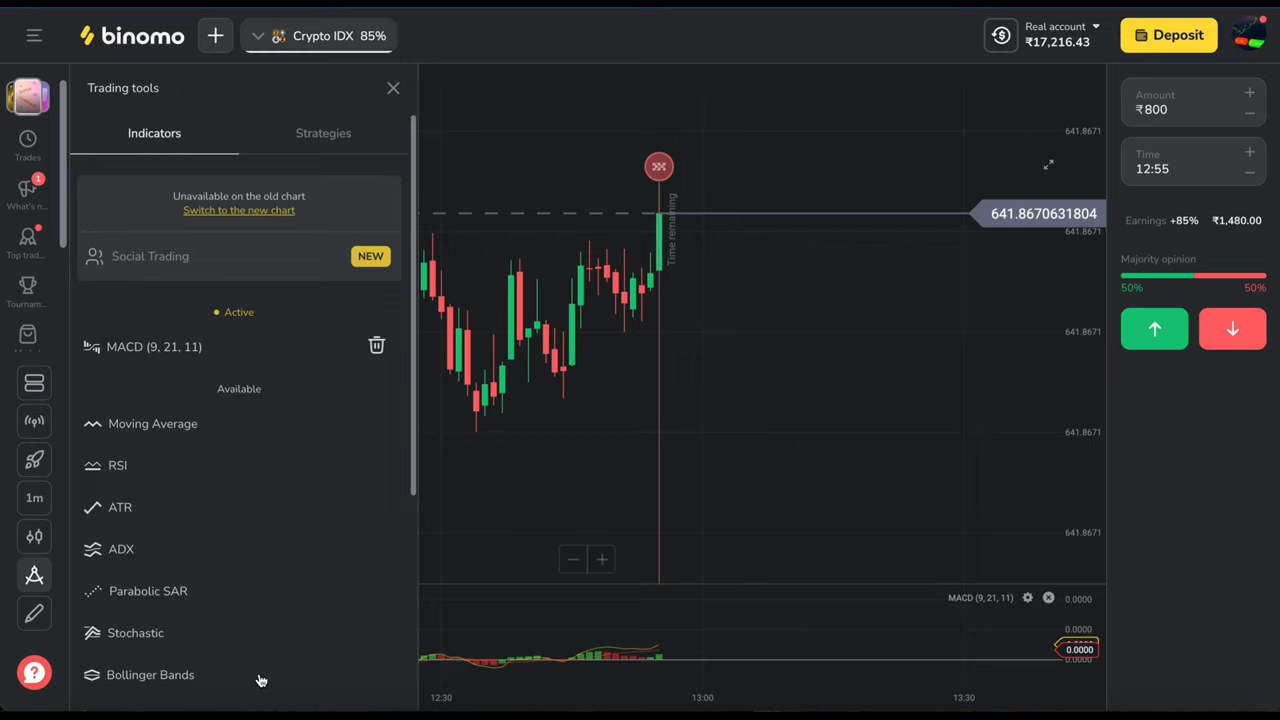 binomo
+
Crypto IDX 85%
Real account
₹17,216.43
Deposit
Trades
1
What's n...
Top trad...
Tournam...
1m
?
Trading tools
Indicators
Strategies
Unavailable on the old chart
Switch to the new chart
Social Trading
NEW
Active
MACD (9, 21, 11)
Available
Moving Average
RSI
ATR
ADX
Parabolic SAR
Stochastic
Bollinger Bands
Time remaining
641.8671
641.8670631804
641.8671
641.8671
641.8671
641.8671
MACD (9, 21, 11)
0.0000
0.0000
0.0000
0.0000
12:30
13:00
13:30
Amount
₹800
Time
12:55
Earnings +85% ₹1,480.00
Majority opinion
50%
50%